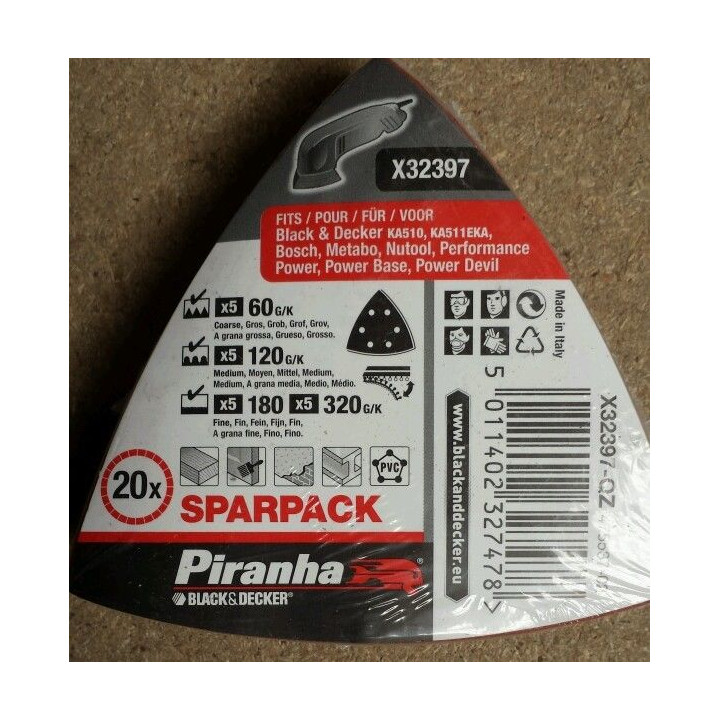 X32397
FITS / POUR / FÜR / VOOR
Black & Decker KA510, KA511EKA,
Bosch, Metabo, Nutool, Performance
Power, Power Base, Power Devil
x5 60 G/K
Coarse, Gros, Grob, Grof, Grov,
A grana grossa, Grueso, Grosso.
x5 120 G/K
Medium, Moyen, Mittel, Medium,
Medium, A grana media, Medio, Médio.
x5 180 x5 320 G/K
Fine, Fin, Fein, Fijn, Fin,
A grana fine, Fino, Fino.
PVC
20x
SPARPACK
Piranha®
BLACK&DECKER®
Made in Italy
www.blackanddecker.eu
5 011402 327478 >
X32397-QZ